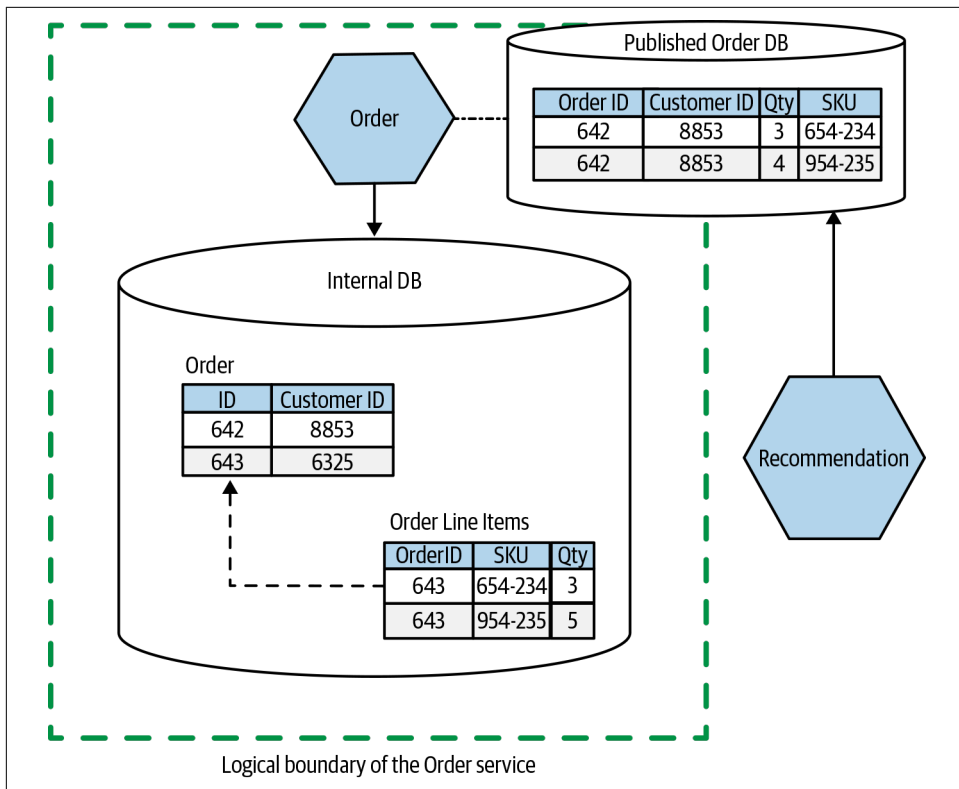 Published Order DB
Order ID Customer ID Qty SKU
642 8853 3 654-234
642 8853 4 954-235
Order
Internal DB
Order
ID Customer ID
642 8853
643 6325
Order Line Items
OrderID SKU Qty
643 654-234 3
643 954-235 5
Recommendation
Logical boundary of the Order service